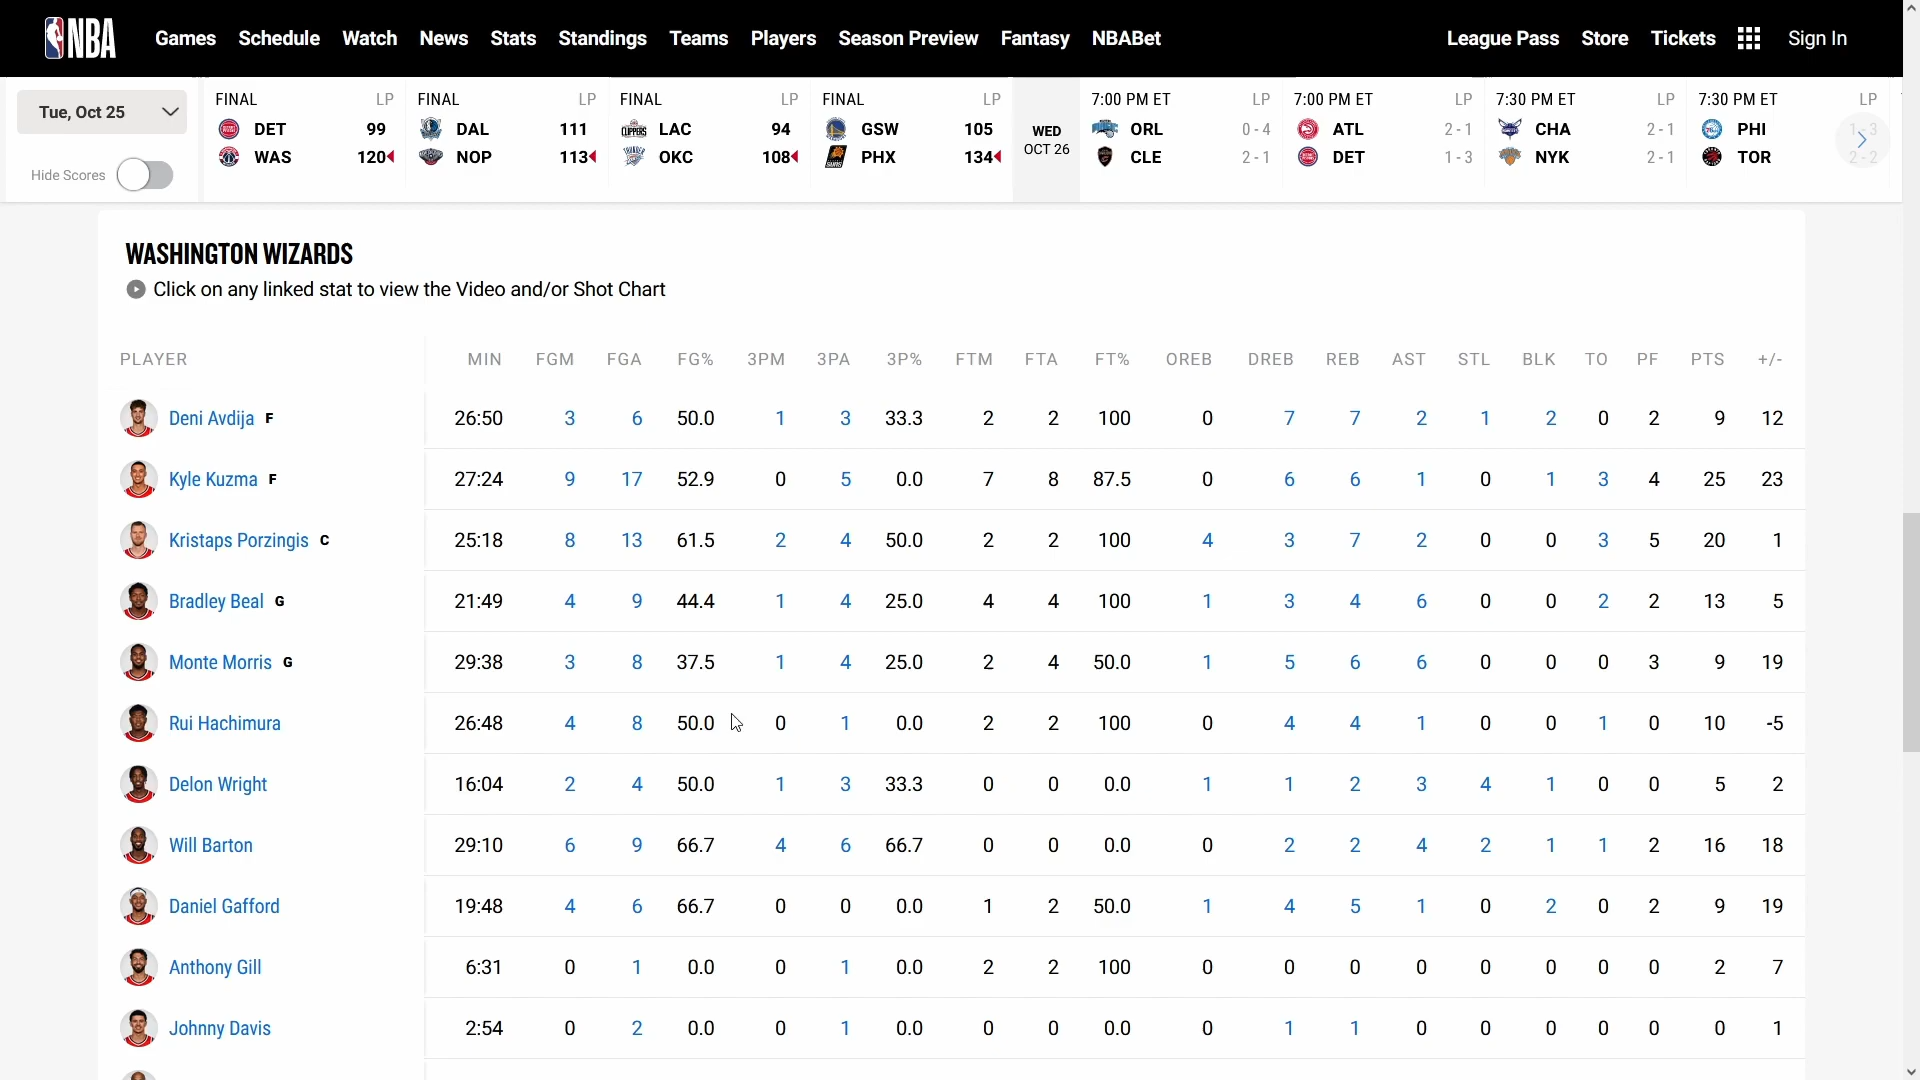 NBA Games Schedule Watch News Stats Standings Teams Players Season Preview Fantasy NBABet League Pass Store Tickets Sign In
Tue, Oct 25
Hide Scores
FINAL LP
DET 99
WAS 120
FINAL LP
DAL 111
NOP 113
FINAL LP
LAC 94
OKC 108
FINAL LP
GSW 105
PHX 134
WED
OCT 26
7:00 PM ET LP
ORL 0 - 4
CLE 2 - 1
7:00 PM ET LP
ATL 2 - 1
DET 1 - 3
7:30 PM ET LP
CHA 2 - 1
NYK 2 - 1
7:30 PM ET LP
PHI 1 - 3
TOR 2 - 2
WASHINGTON WIZARDS
Click on any linked stat to view the Video and/or Shot Chart
PLAYER MIN FGM FGA FG% 3PM 3PA 3P% FTM FTA FT% OREB DREB REB AST STL BLK TO PF PTS +/-
Deni Avdija F 26:50 3 6 50.0 1 3 33.3 2 2 100 0 7 7 2 1 2 0 2 9 12
Kyle Kuzma F 27:24 9 17 52.9 0 5 0.0 7 8 87.5 0 6 6 1 0 1 3 4 25 23
Kristaps Porzingis C 25:18 8 13 61.5 2 4 50.0 2 2 100 4 3 7 2 0 0 3 5 20 1
Bradley Beal G 21:49 4 9 44.4 1 4 25.0 4 4 100 1 3 4 6 0 0 2 2 13 5
Monte Morris G 29:38 3 8 37.5 1 4 25.0 2 4 50.0 1 5 6 6 0 0 0 3 9 19
Rui Hachimura 26:48 4 8 50.0 0 1 0.0 2 2 100 0 4 4 1 0 0 1 0 10 -5
Delon Wright 16:04 2 4 50.0 1 3 33.3 0 0 0.0 1 1 2 3 4 1 0 0 5 2
Will Barton 29:10 6 9 66.7 4 6 66.7 0 0 0.0 0 2 2 4 2 1 1 2 16 18
Daniel Gafford 19:48 4 6 66.7 0 0 0.0 1 2 50.0 1 4 5 1 0 2 0 2 9 19
Anthony Gill 6:31 0 1 0.0 0 1 0.0 2 2 100 0 0 0 0 0 0 0 0 2 7
Johnny Davis 2:54 0 2 0.0 0 1 0.0 0 0 0.0 0 1 1 0 0 0 0 0 0 1